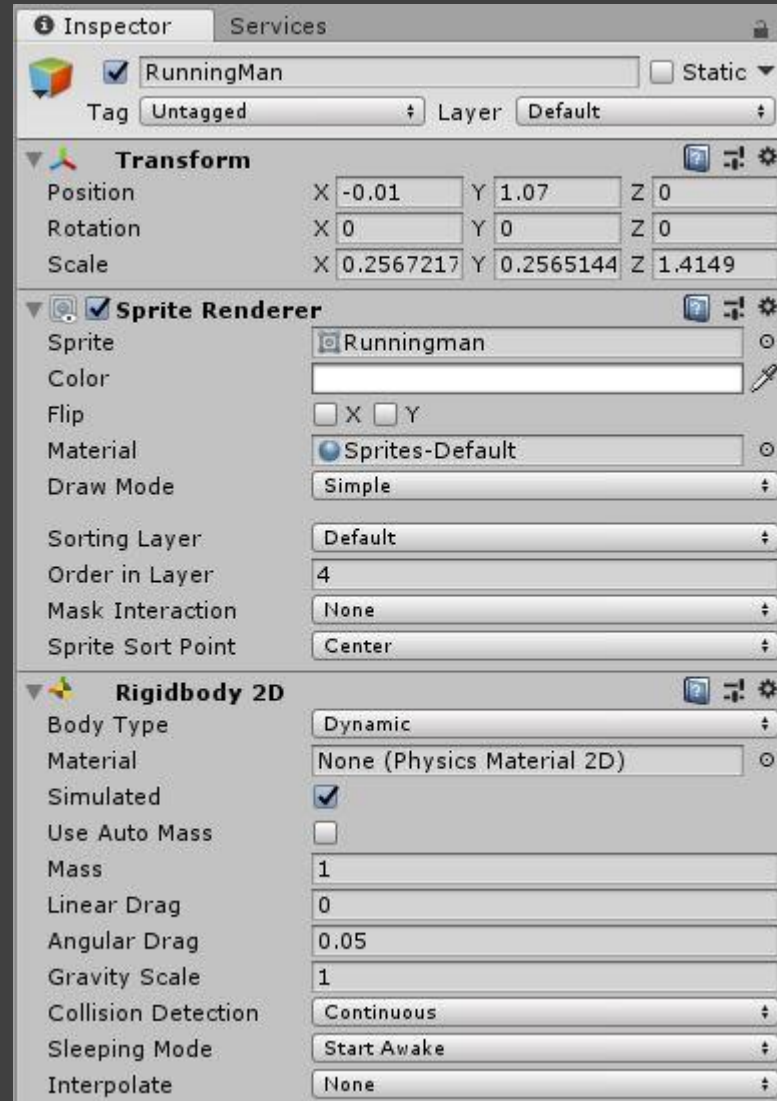 Inspector Services
RunningMan Static
Tag Untagged Layer Default
Transform
Position X -0.01 Y 1.07 Z 0
Rotation X 0 Y 0 Z 0
Scale X 0.2567217 Y 0.2565144 Z 1.4149
Sprite Renderer
Sprite Runningman
Color
Flip X Y
Material Sprites-Default
Draw Mode Simple
Sorting Layer Default
Order in Layer 4
Mask Interaction None
Sprite Sort Point Center
Rigidbody 2D
Body Type Dynamic
Material None (Physics Material 2D)
Simulated
Use Auto Mass
Mass 1
Linear Drag 0
Angular Drag 0.05
Gravity Scale 1
Collision Detection Continuous
Sleeping Mode Start Awake
Interpolate None